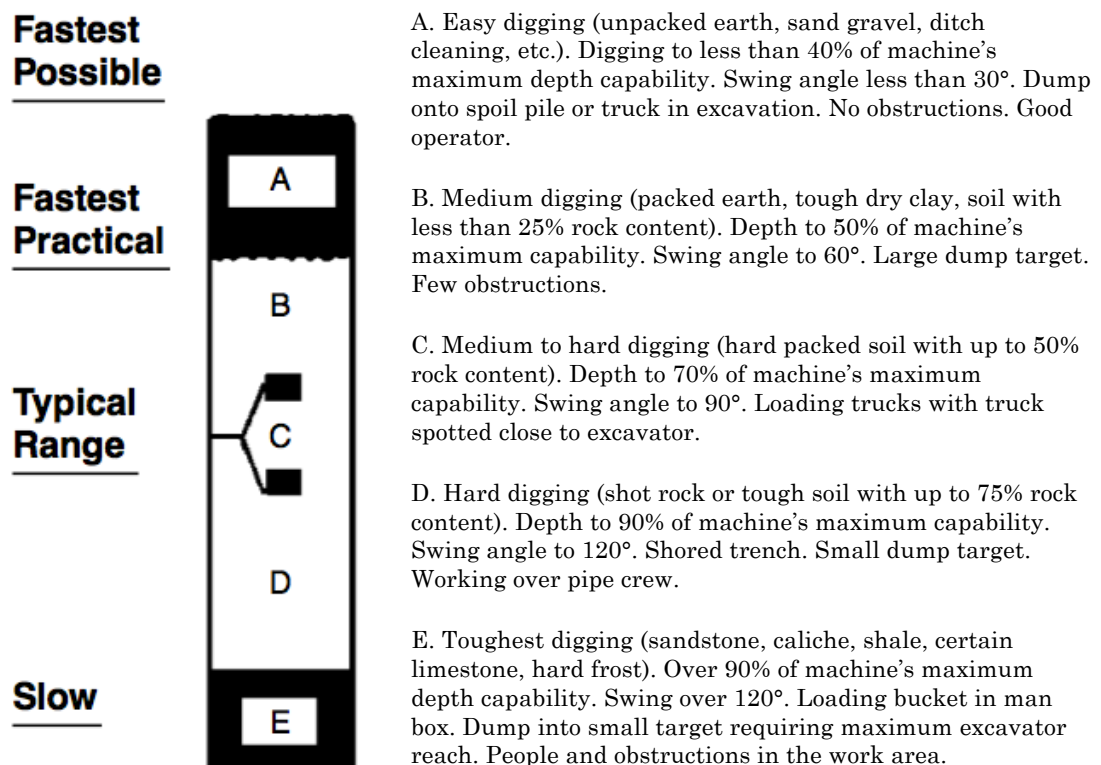 Fastest
Possible
A
Fastest
Practical
B
Typical
Range
C
D
Slow
E
A. Easy digging (unpacked earth, sand gravel, ditch
cleaning, etc.). Digging to less than 40% of machine’s
maximum depth capability. Swing angle less than 30°. Dump
onto spoil pile or truck in excavation. No obstructions. Good
operator.
B. Medium digging (packed earth, tough dry clay, soil with
less than 25% rock content). Depth to 50% of machine’s
maximum capability. Swing angle to 60°. Large dump target.
Few obstructions.
C. Medium to hard digging (hard packed soil with up to 50%
rock content). Depth to 70% of machine’s maximum
capability. Swing angle to 90°. Loading trucks with truck
spotted close to excavator.
D. Hard digging (shot rock or tough soil with up to 75% rock
content). Depth to 90% of machine’s maximum capability.
Swing angle to 120°. Shored trench. Small dump target.
Working over pipe crew.
E. Toughest digging (sandstone, caliche, shale, certain
limestone, hard frost). Over 90% of machine’s maximum
depth capability. Swing over 120°. Loading bucket in man
box. Dump into small target requiring maximum excavator
reach. People and obstructions in the work area.